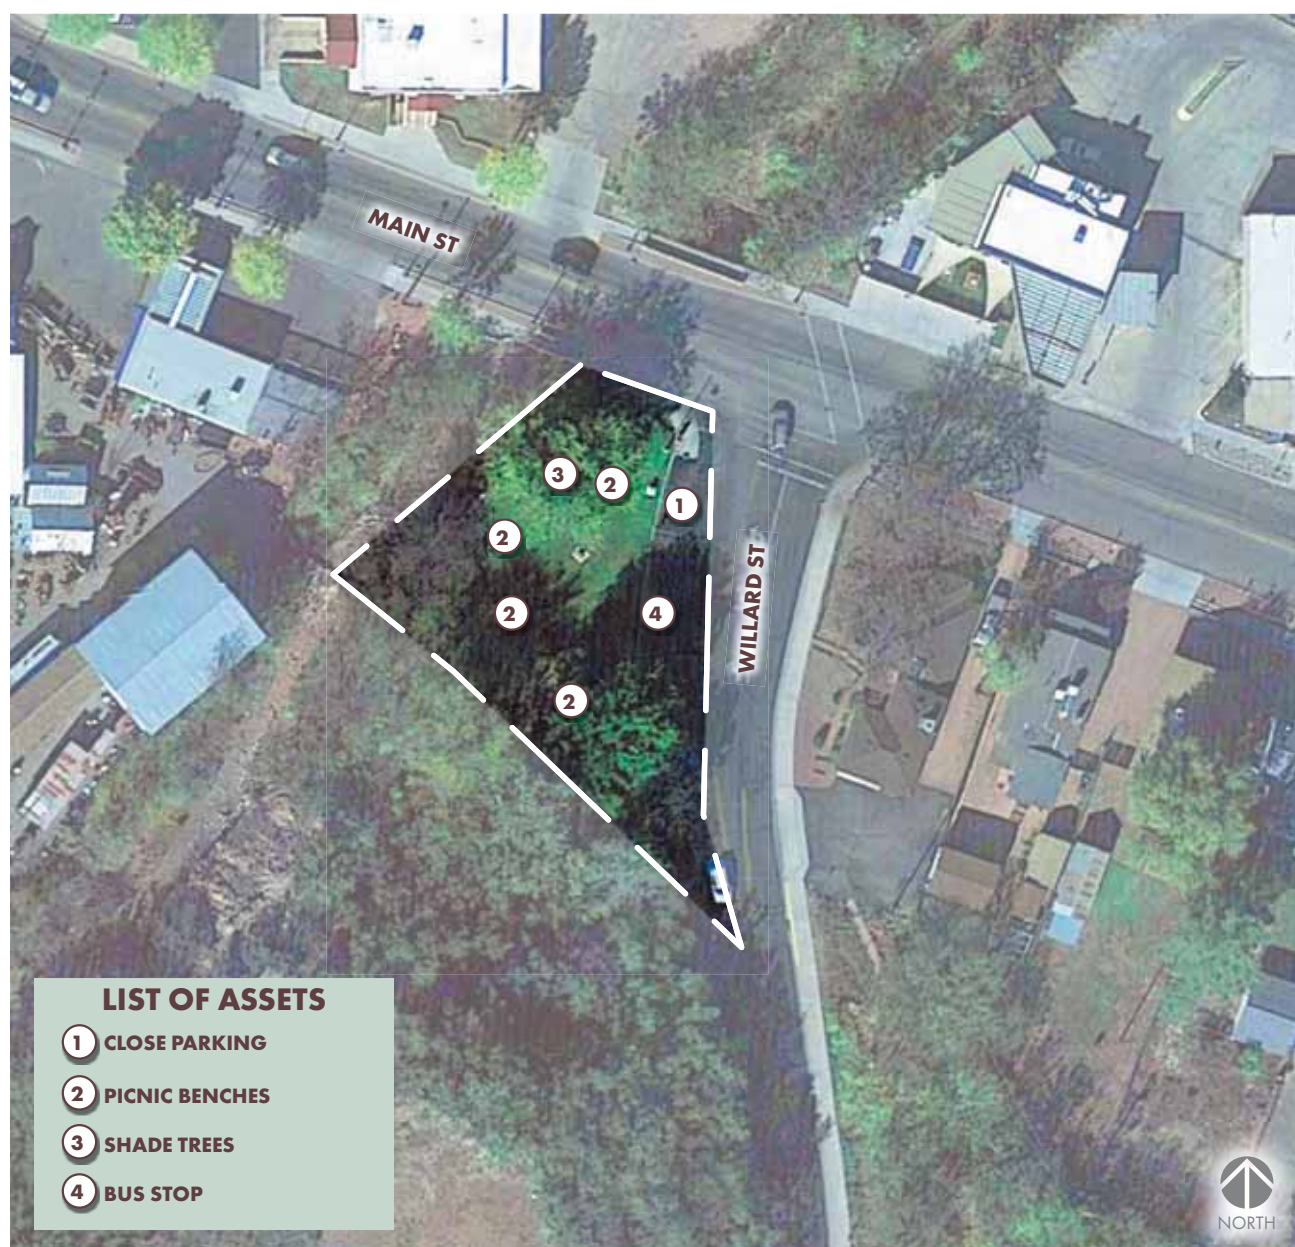 MAIN ST
3
2
1
2
2
4
WILLARD ST
2
LIST OF ASSETS
1 CLOSE PARKING
2 PICNIC BENCHES
3 SHADE TREES
4 BUS STOP
NORTH